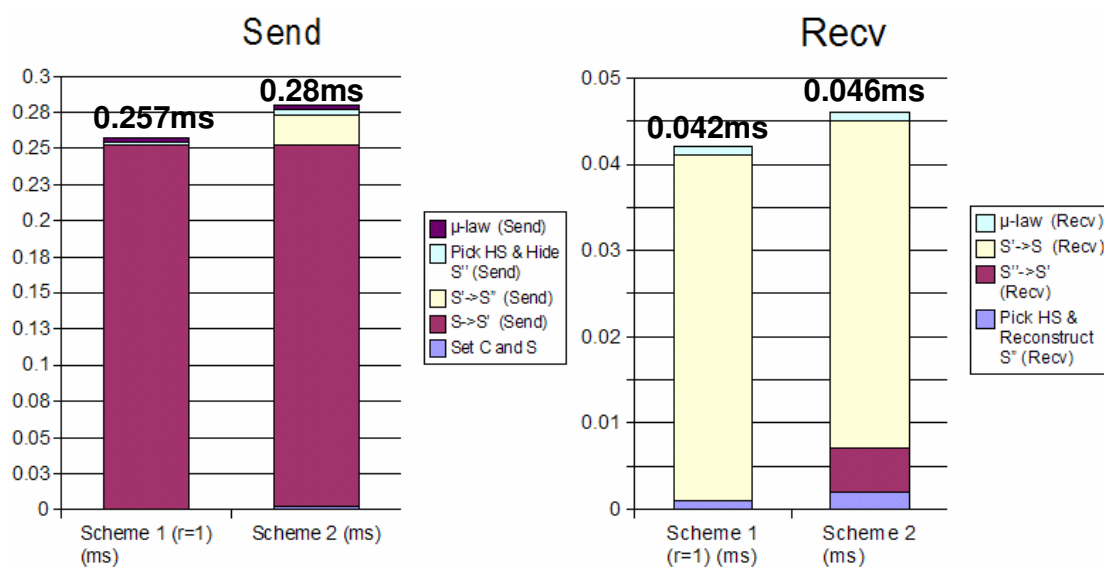 Send
0.3
0.28
0.25
0.23
0.2
0.18
0.15
0.13
0.1
0.08
0.05
0.03
0
0.257ms
0.28ms
Scheme 1 (r=1)
(ms)
Scheme 2 (ms)
μ-law (Send)
Pick HS & Hide
S'' (Send)
S'->S'' (Send)
S->S' (Send)
Set C and S
Recv
0.05
0.04
0.03
0.02
0.01
0
0.042ms
0.046ms
Scheme 1
(r=1) (ms)
Scheme 2
(ms)
μ-law (Recv)
S'->S (Recv)
S''->S'
(Recv)
Pick HS &
Reconstruct
S'' (Recv)